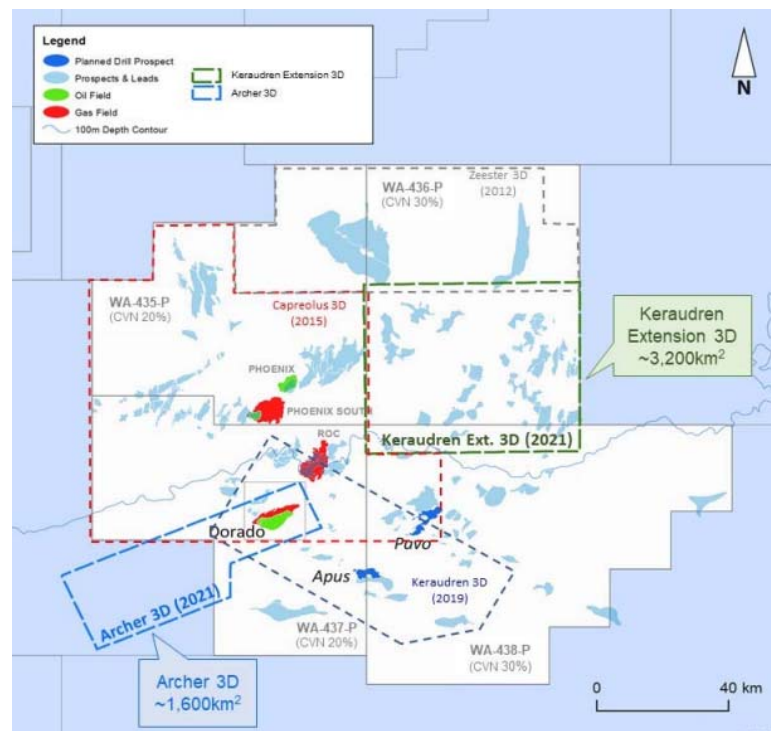 Legend
Planned Drill Prospect
Prospects & Leads
Oil Field
Gas Field
100m Depth Contour
Keraudren Extension 3D
Archer 3D
N
WA-436-P
(CVN 30%)
Zeester 3D
(2012)
WA-435-P
(CVN 20%)
Capreolus 3D
(2015)
Keraudren
Extension 3D
~3,200km²
PHOENIX
PHOENIX SOUTH
ROC
Keraudren Ext. 3D (2021)
Dorado
Pavo
Apus
Keraudren 3D
(2019)
Archer 3D (2021)
WA-437-P
(CVN 20%)
WA-438-P
(CVN 30%)
Archer 3D
~1,600km²
0 40 km